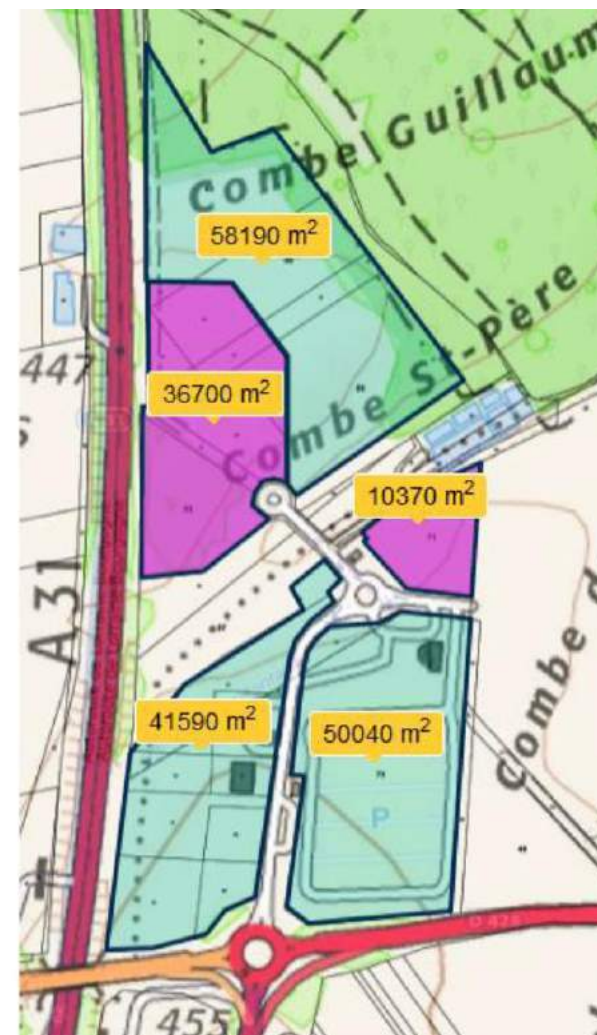 Combe Guillaum
58190 m²
Combe St-Père
447
36700 m²
10370 m²
A31
Combe d
41590 m²
50040 m²
P
D 428
455